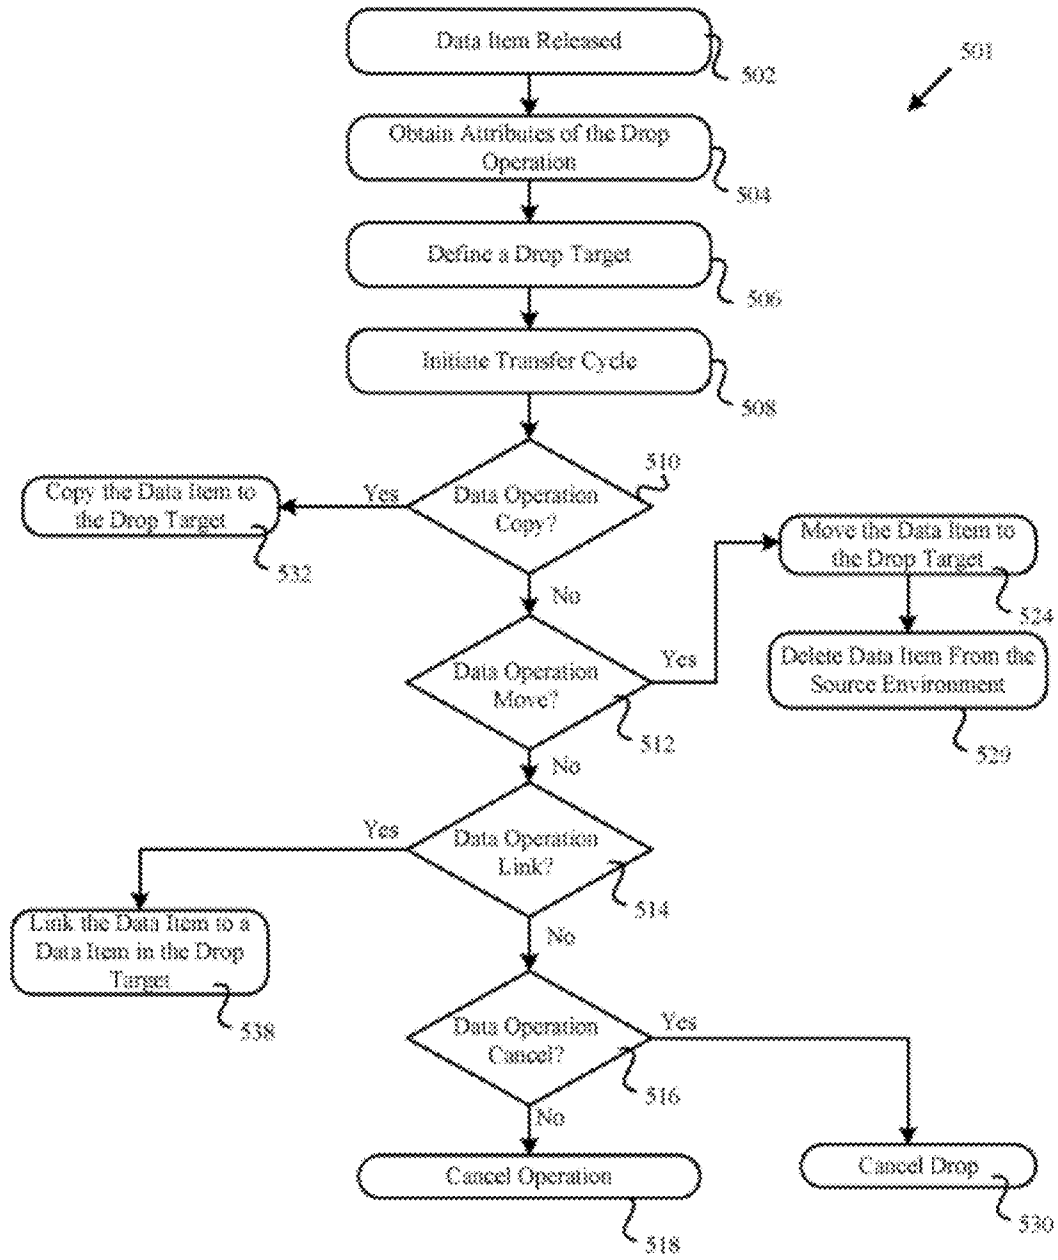 Data Item Released
502
501
Obtain Attributes of the Drop
Operation
504
Define a Drop Target
506
Initiate Transfer Cycle
508
Data Operation
Copy?
510
Yes
Copy the Data Item to
the Drop Target
532
No
Move the Data Item to
the Drop Target
524
Delete Data Item From the
Source Environment
529
Data Operation
Move?
Yes
512
No
Data Operation
Link?
Yes
514
Link the Data Item to a
Data Item in the Drop
Target
538
No
Data Operation
Cancel?
Yes
516
No
Cancel Operation
518
Cancel Drop
530